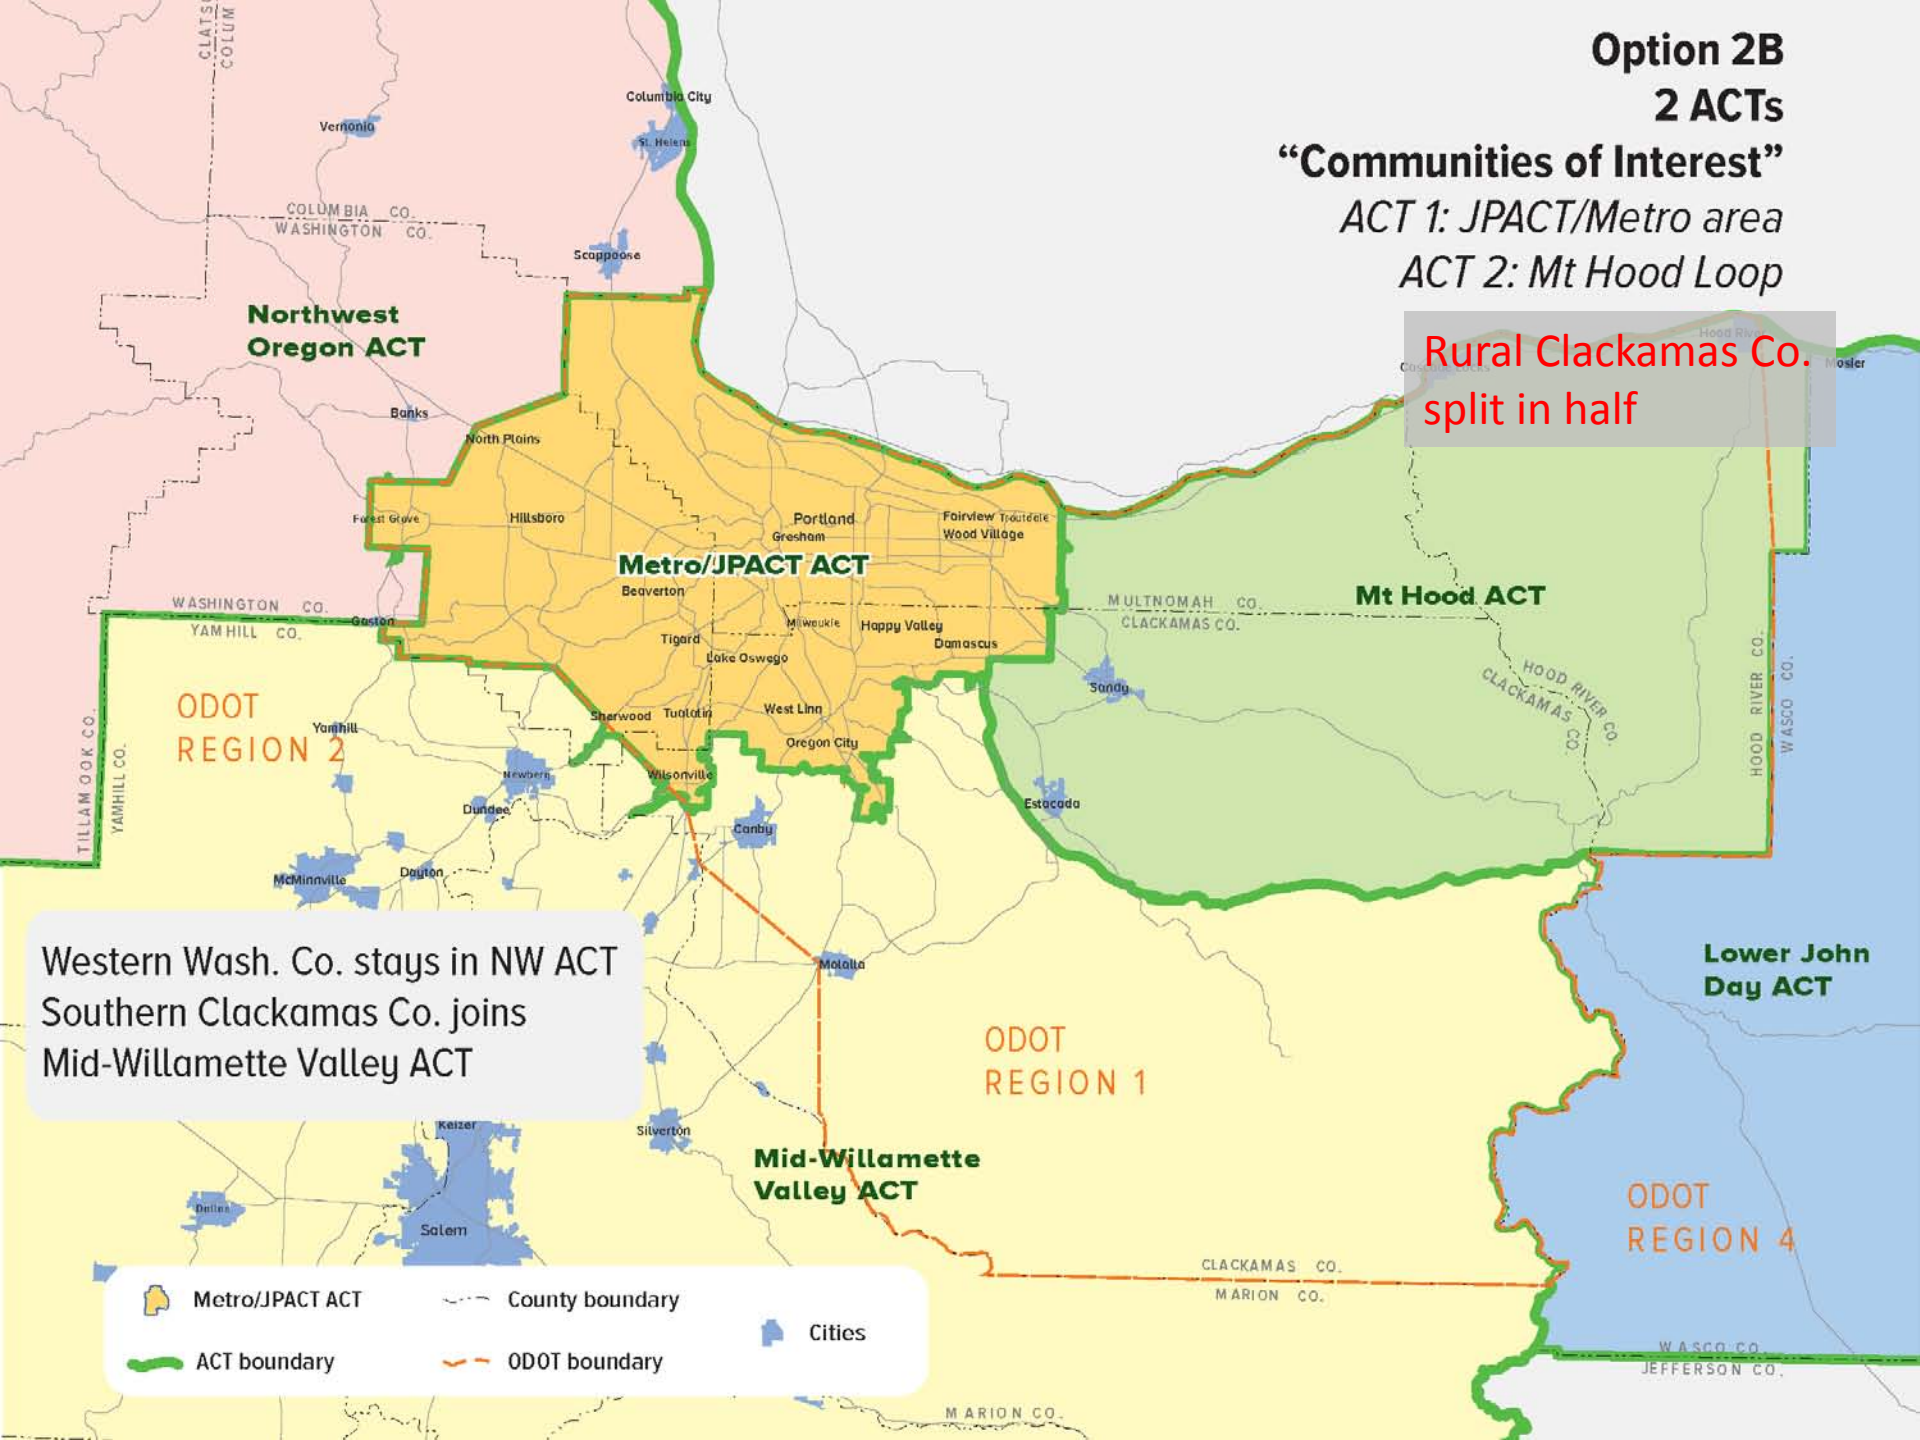 Option 2B
2 ACTs
“Communities of Interest”
ACT 1: JPACT/Metro area
ACT 2: Mt Hood Loop
Rural Clackamas Co.
split in half
Hood River
Cascade Locks
Mosier
CLATS
COLUM
Columbia City
Vernonia
St. Helens
COLUMBIA CO.
WASHINGTON CO.
Scappoose
Northwest
Oregon ACT
Banks
North Plains
Forest Grove
Hillsboro
Portland
Gresham
Fairview Troutdale
Wood Village
Metro/JPACT ACT
Beaverton
Mt Hood ACT
MULTNOMAH CO.
CLACKAMAS CO.
WASHINGTON CO.
YAMHILL CO.
Gaston
Milwaukie
Happy Valley
Tigard
Damascus
Lake Oswego
Sandy
HOOD RIVER CO.
CLACKAMAS CO.
HOOD RIVER CO.
WASCO CO.
ODOT
REGION 2
Yamhill
Sherwood
Tualatin
West Linn
Oregon City
TILLAMOOK CO.
YAMHILL CO.
Newberg
Wilsonville
Dundee
Canby
Estacada
McMinnville
Dayton
Western Wash. Co. stays in NW ACT
Southern Clackamas Co. joins
Mid-Willamette Valley ACT
Molalla
Lower John
Day ACT
ODOT
REGION 1
Keizer
Silverton
Mid-Willamette
Valley ACT
Dallas
Salem
ODOT
REGION 4
CLACKAMAS CO.
MARION CO.
Metro/JPACT ACT
County boundary
Cities
ACT boundary
ODOT boundary
WASCO CO.
JEFFERSON CO.
MARION CO.